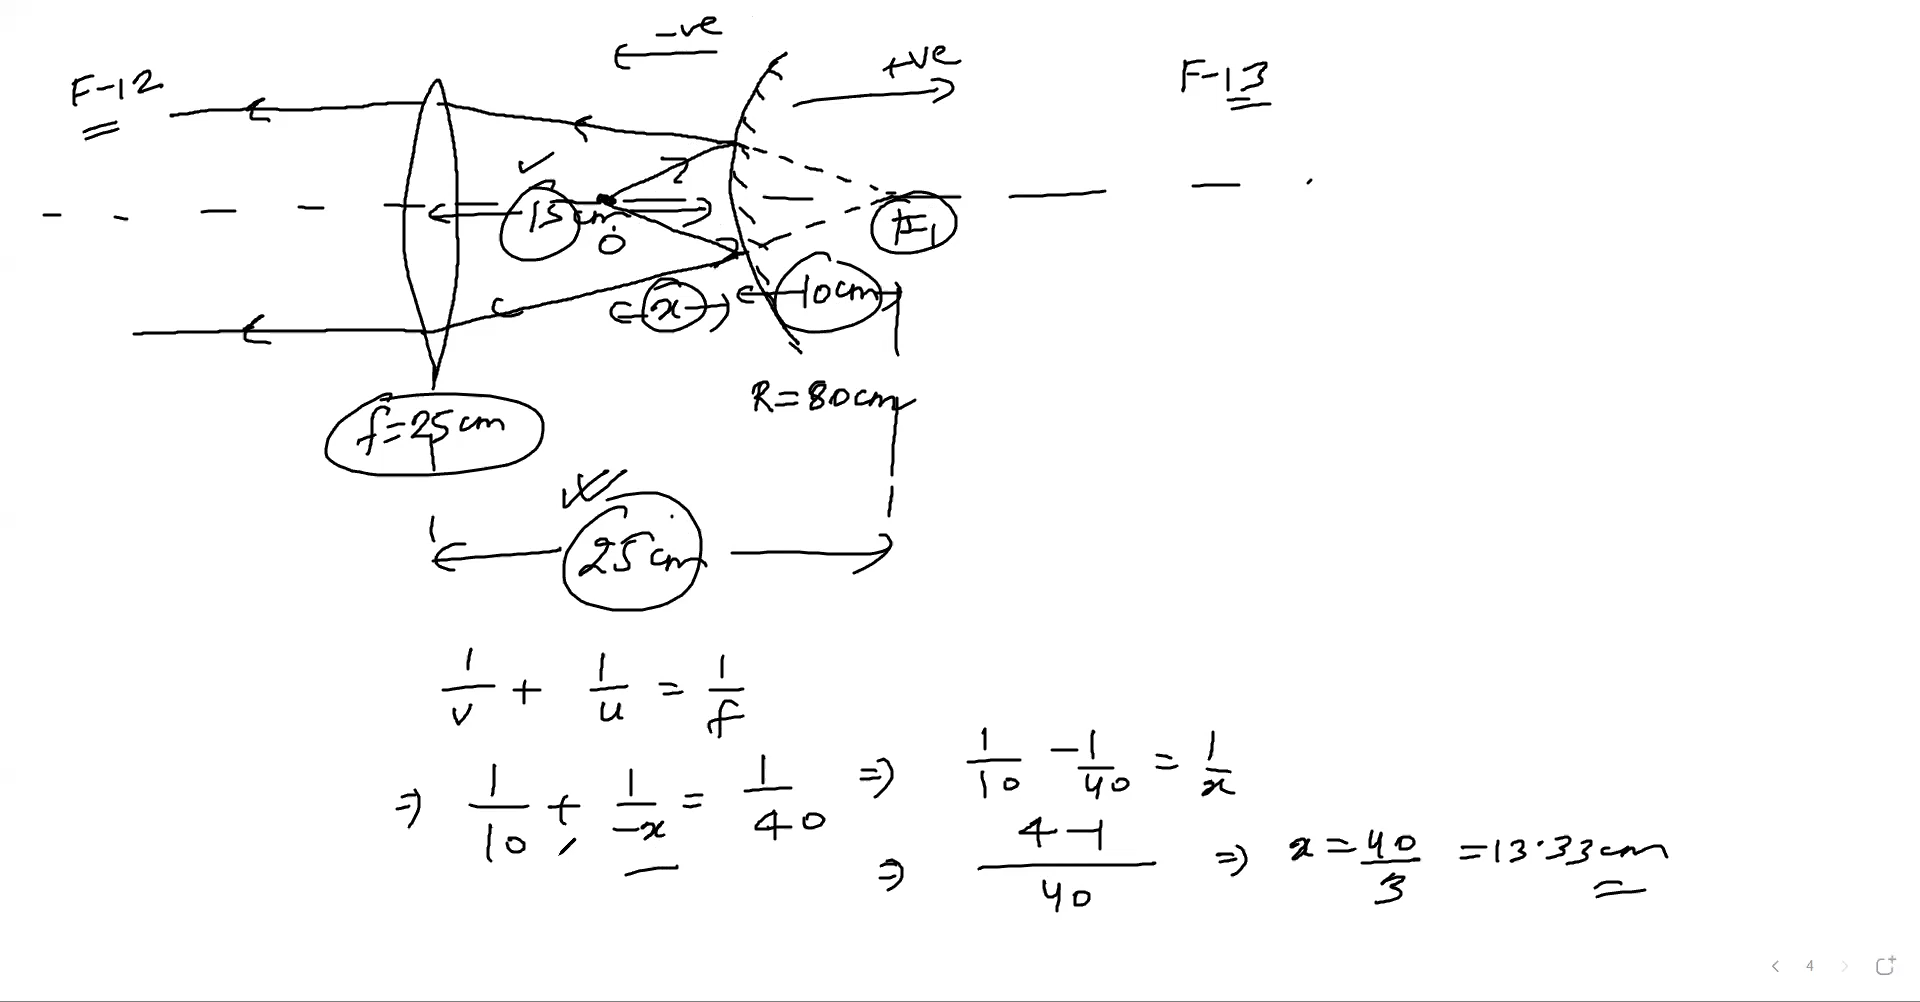 -ve
+ve
F-12
F-13
15cm
O
I₁
x
10cm
R=80cm
f=25cm
25cm
1/v + 1/u = 1/f
⇒ 1/10 + 1/-x = 1/40 ⇒ 1/10 - 1/40 = 1/x
⇒ 4-1/40 ⇒ x = 40/3 = 13.33cm
4